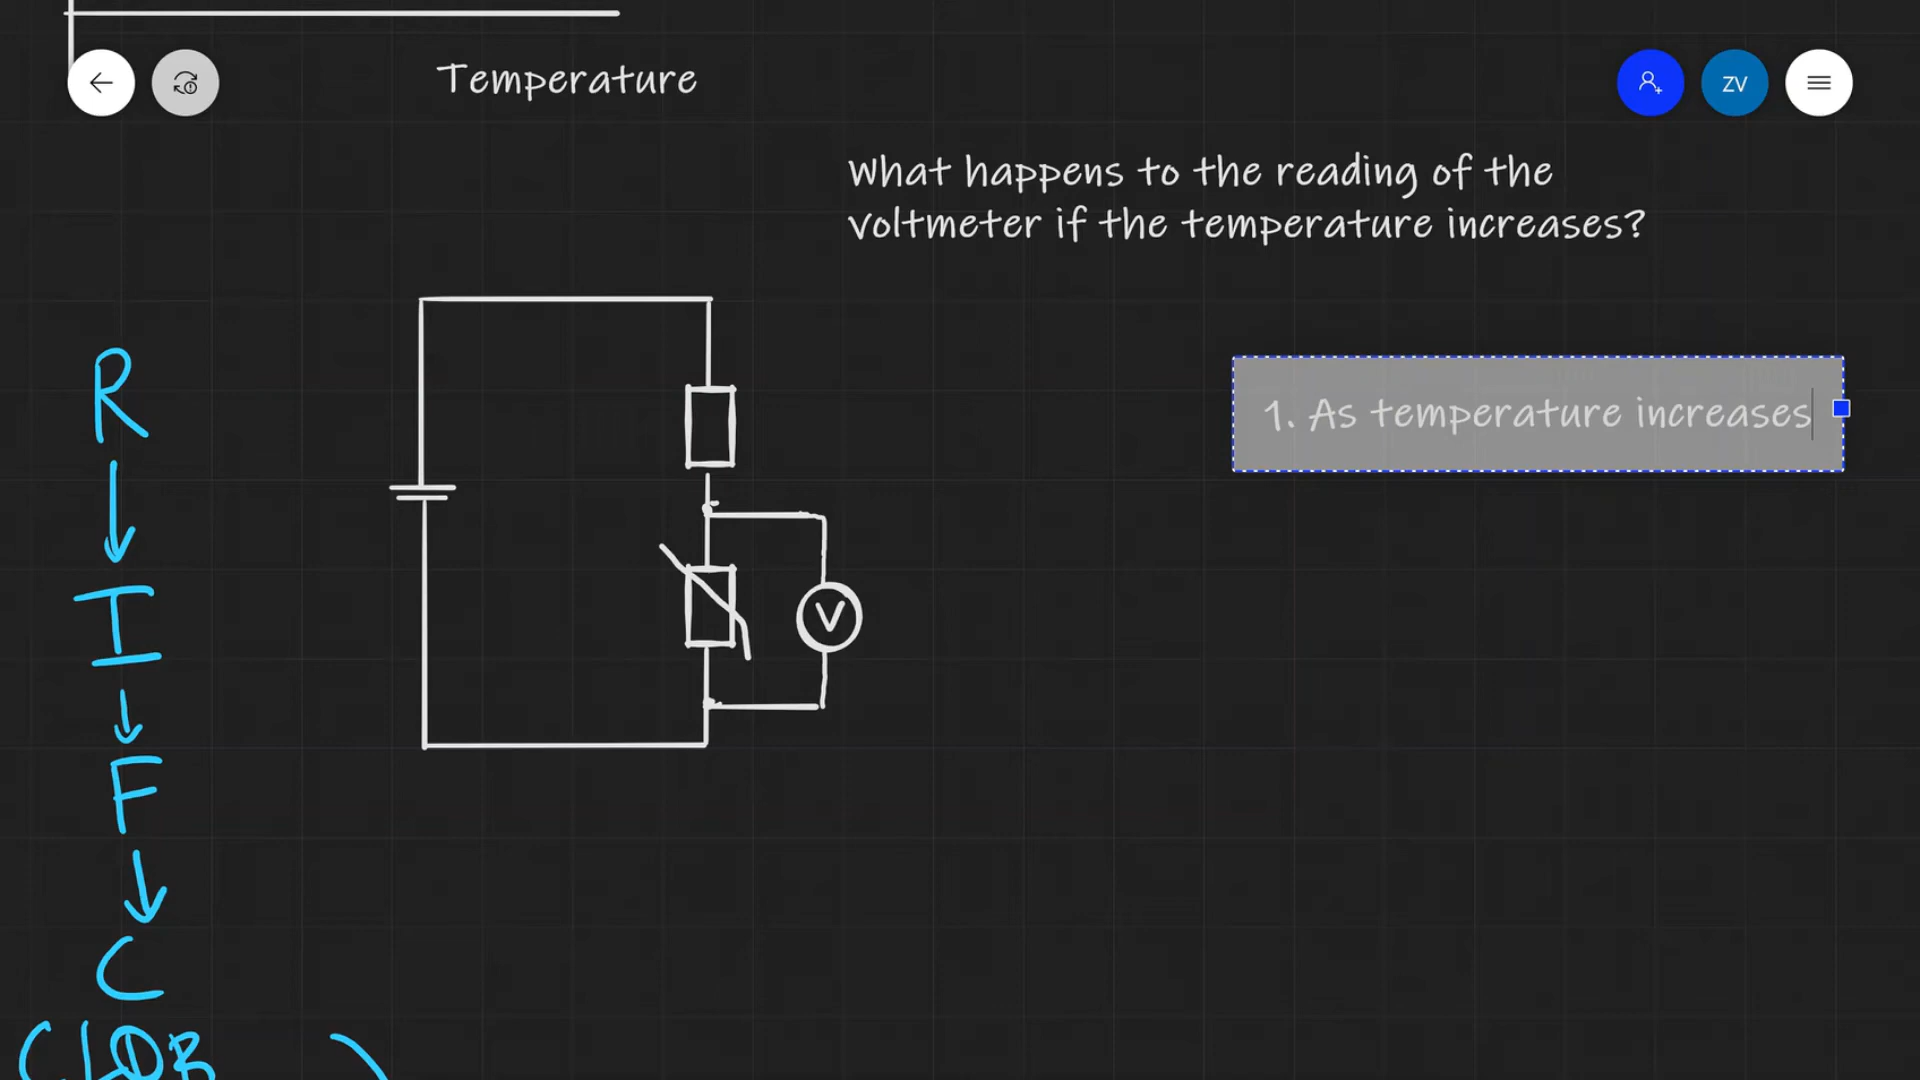 Temperature
ZV
What happens to the reading of the
voltmeter if the temperature increases?
1. As temperature increases
R
I
F
C
V